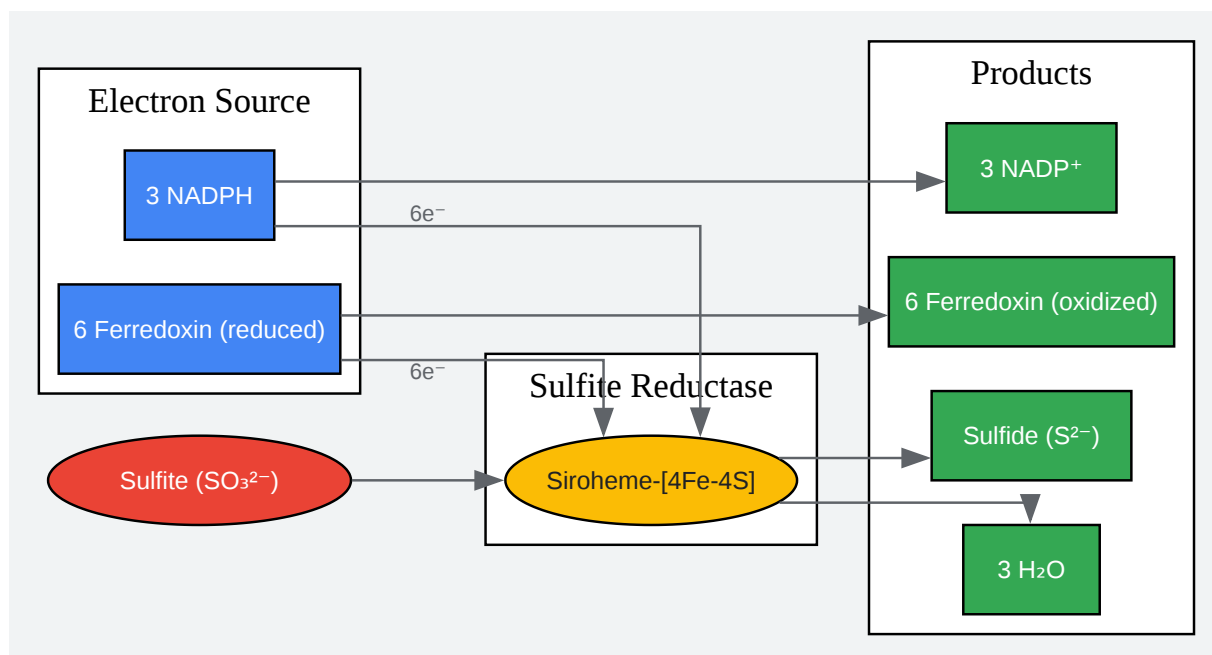 Electron Source
3 NADPH
6 Ferredoxin (reduced)
6e⁻
6e⁻
Sulfite (SO₃²⁻)
Sulfite Reductase
Siroheme-[4Fe-4S]
Products
3 NADP⁺
6 Ferredoxin (oxidized)
Sulfide (S²⁻)
3 H₂O